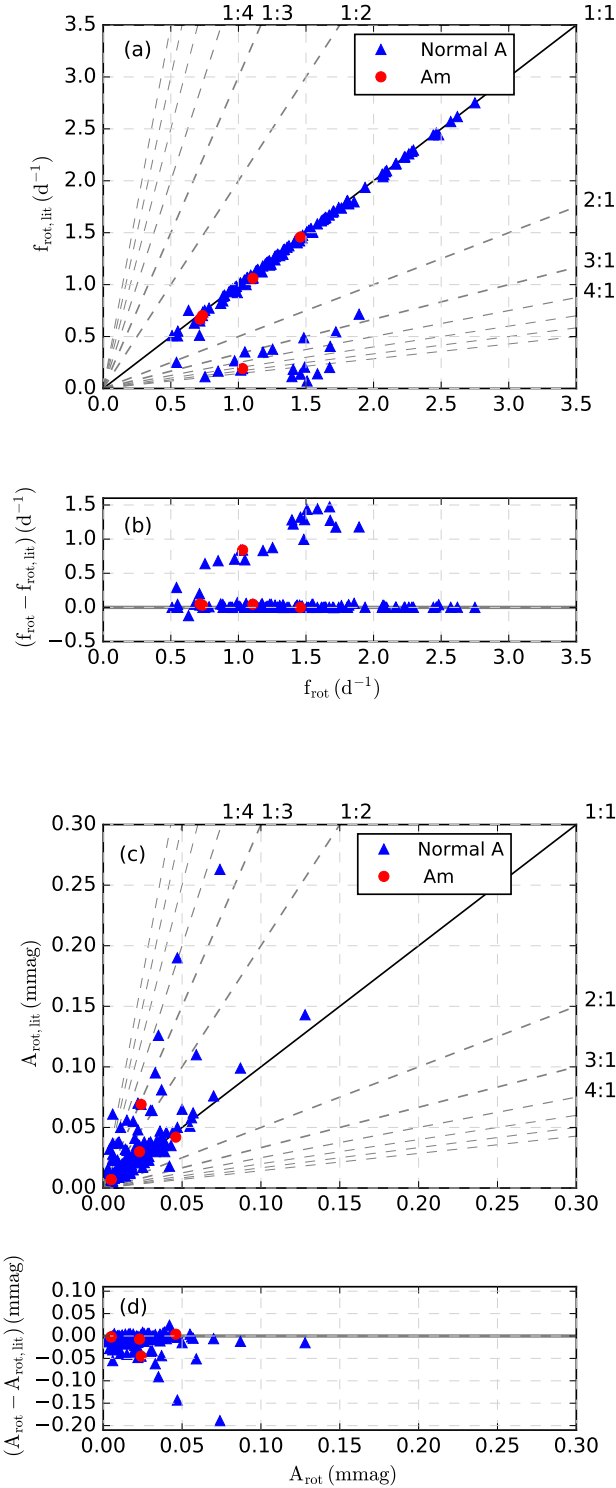 1:4 1:3 1:2 1:1
(a)
Normal A
Am
3.5
3.0
2.5
2.0
1.5
1.0
0.5
0.0
f_rot,lit (d⁻¹)
2:1
3:1
4:1
0.0 0.5 1.0 1.5 2.0 2.5 3.0 3.5
(b)
1.5
1.0
0.5
0.0
−0.5
(f_rot − f_rot,lit) (d⁻¹)
0.0 0.5 1.0 1.5 2.0 2.5 3.0 3.5
f_rot (d⁻¹)
1:4 1:3 1:2 1:1
(c)
Normal A
Am
0.30
0.25
0.20
0.15
0.10
0.05
0.00
A_rot,lit (mmag)
2:1
3:1
4:1
0.00 0.05 0.10 0.15 0.20 0.25 0.30
(d)
0.10
0.05
0.00
−0.05
−0.10
−0.15
−0.20
(A_rot − A_rot,lit) (mmag)
0.00 0.05 0.10 0.15 0.20 0.25 0.30
A_rot (mmag)